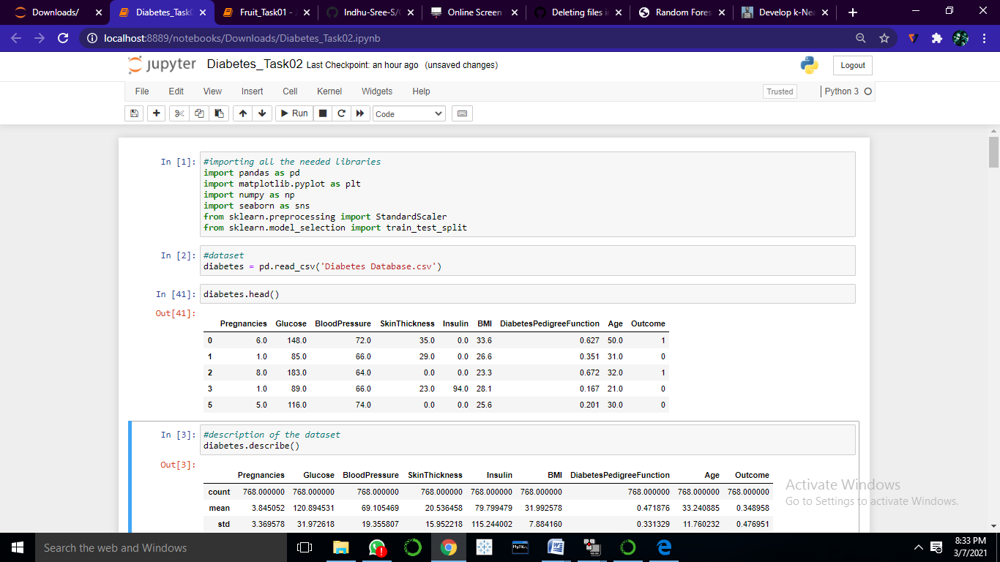 Downloads/
Diabetes_Task
Fruit_Task01 - J
Indhu-Sree-S/
Online Screen
Deleting files i
Random Fores
Develop k-Nea
localhost:8889/notebooks/Downloads/Diabetes_Task02.ipynb
jupyter Diabetes_Task02 Last Checkpoint: an hour ago (unsaved changes)
Logout
File Edit View Insert Cell Kernel Widgets Help
Trusted
Python 3
Run
Code
In [1]: #importing all the needed libraries
import pandas as pd
import matplotlib.pyplot as plt
import numpy as np
import seaborn as sns
from sklearn.preprocessing import StandardScaler
from sklearn.model_selection import train_test_split
In [2]: #dataset
diabetes = pd.read_csv('Diabetes Database.csv')
In [41]: diabetes.head()
Out[41]:
Pregnancies Glucose BloodPressure SkinThickness Insulin BMI DiabetesPedigreeFunction Age Outcome
0 6.0 148.0 72.0 35.0 0.0 33.6 0.627 50.0 1
1 1.0 85.0 66.0 29.0 0.0 26.6 0.351 31.0 0
2 8.0 183.0 64.0 0.0 0.0 23.3 0.672 32.0 1
3 1.0 89.0 66.0 23.0 94.0 28.1 0.167 21.0 0
5 5.0 116.0 74.0 0.0 0.0 25.6 0.201 30.0 0
In [3]: #description of the dataset
diabetes.describe()
Out[3]:
Pregnancies Glucose BloodPressure SkinThickness Insulin BMI DiabetesPedigreeFunction Age Outcome
count 768.000000 768.000000 768.000000 768.000000 768.000000 768.000000 768.000000 768.000000 768.000000
mean 3.845052 120.894531 69.105469 20.536458 79.799479 31.992578 0.471876 33.240885 0.348958
std 3.369578 31.972618 19.355807 15.952218 115.244002 7.884160 0.331329 11.760232 0.476951
Activate Windows
Go to Settings to activate Windows.
Search the web and Windows
MySQL
8:33 PM
3/7/2021